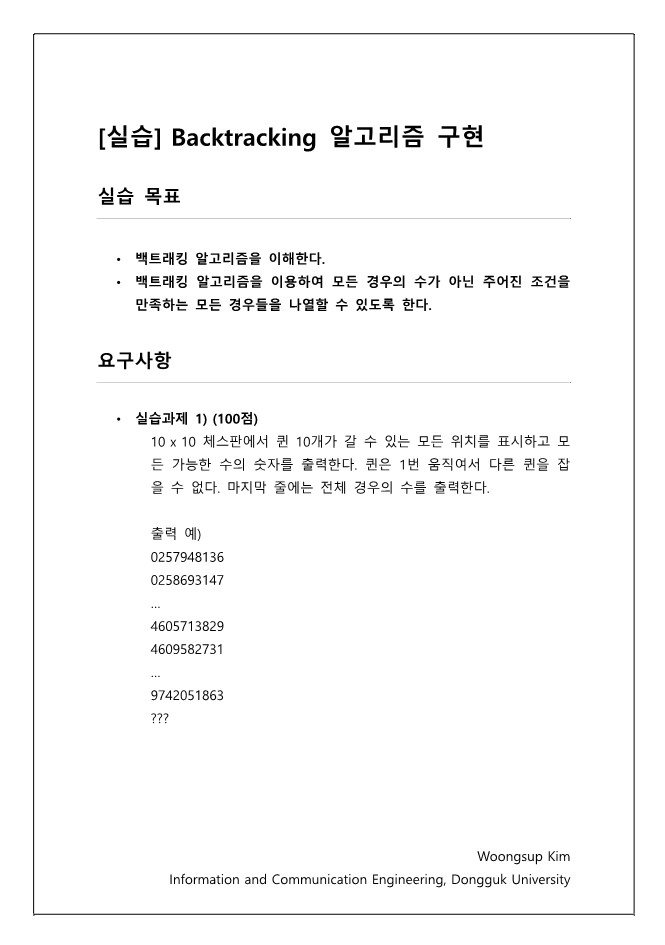 [실습] Backtracking 알고리즘 구현
실습 목표
• 백트래킹 알고리즘을 이해한다.
• 백트래킹 알고리즘을 이용하여 모든 경우의 수가 아닌 주어진 조건을
만족하는 모든 경우들을 나열할 수 있도록 한다.
요구사항
• 실습과제 1) (100점)
10 x 10 체스판에서 퀸 10개가 갈 수 있는 모든 위치를 표시하고 모
든 가능한 수의 숫자를 출력한다. 퀸은 1번 움직여서 다른 퀸을 잡
을 수 없다. 마지막 줄에는 전체 경우의 수를 출력한다.
출력 예)
0257948136
0258693147
...
4605713829
4609582731
...
9742051863
???
Woongsup Kim
Information and Communication Engineering, Dongguk University